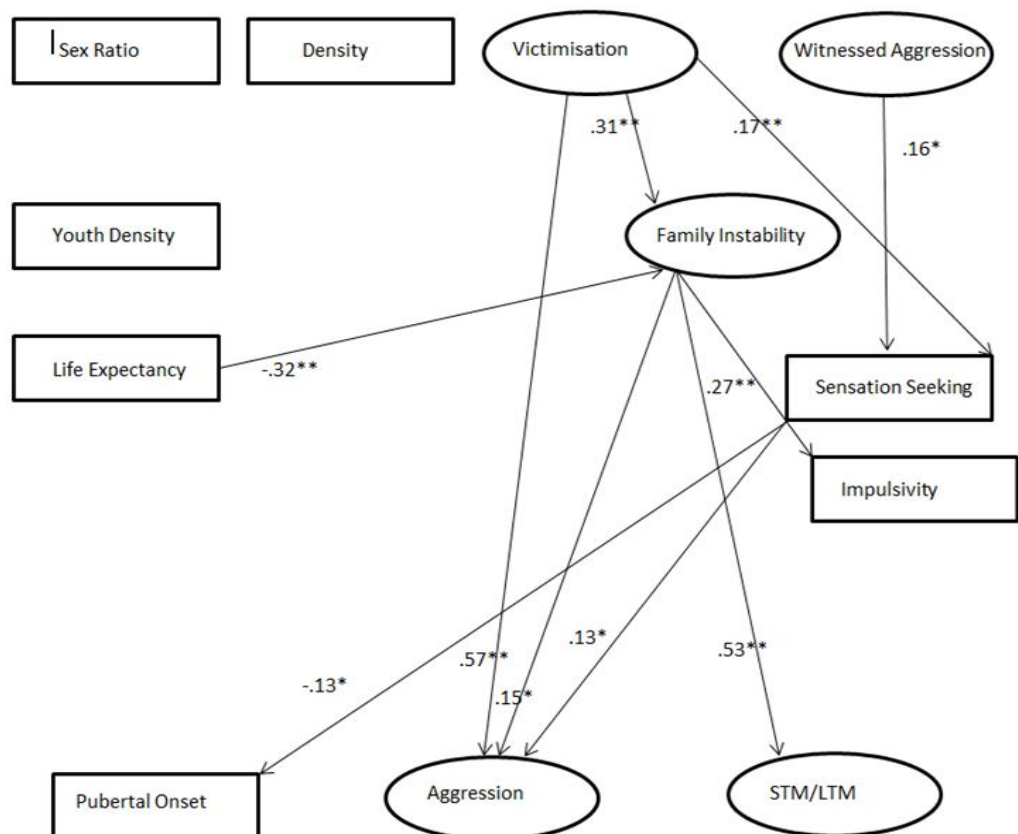 Sex Ratio
Density
Victimisation
Witnessed Aggression
.31**
.17**
.16*
Youth Density
Family Instability
Life Expectancy
-.32**
.27**
Sensation Seeking
Impulsivity
.13*
.57**
.53**
-.13*
.15*
Pubertal Onset
Aggression
STM/LTM